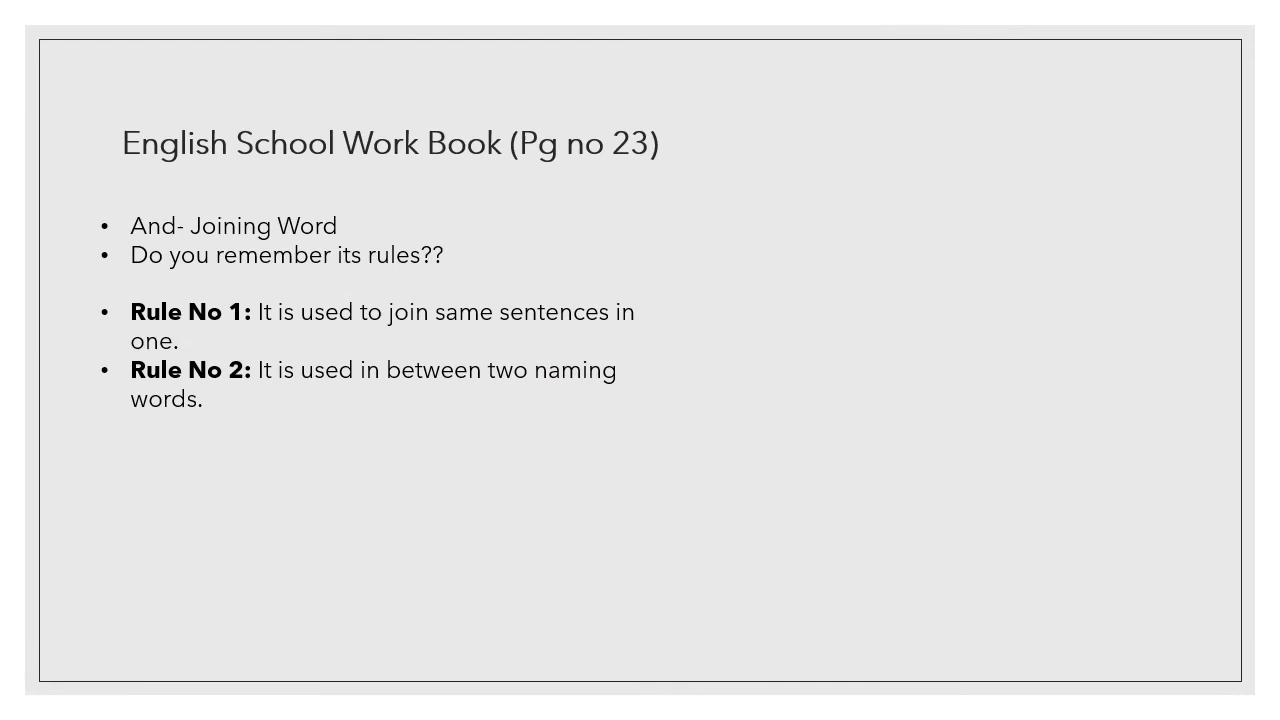 English School Work Book (Pg no 23)
• And- Joining Word
• Do you remember its rules??
• Rule No 1: It is used to join same sentences in
one.
• Rule No 2: It is used in between two naming
words.